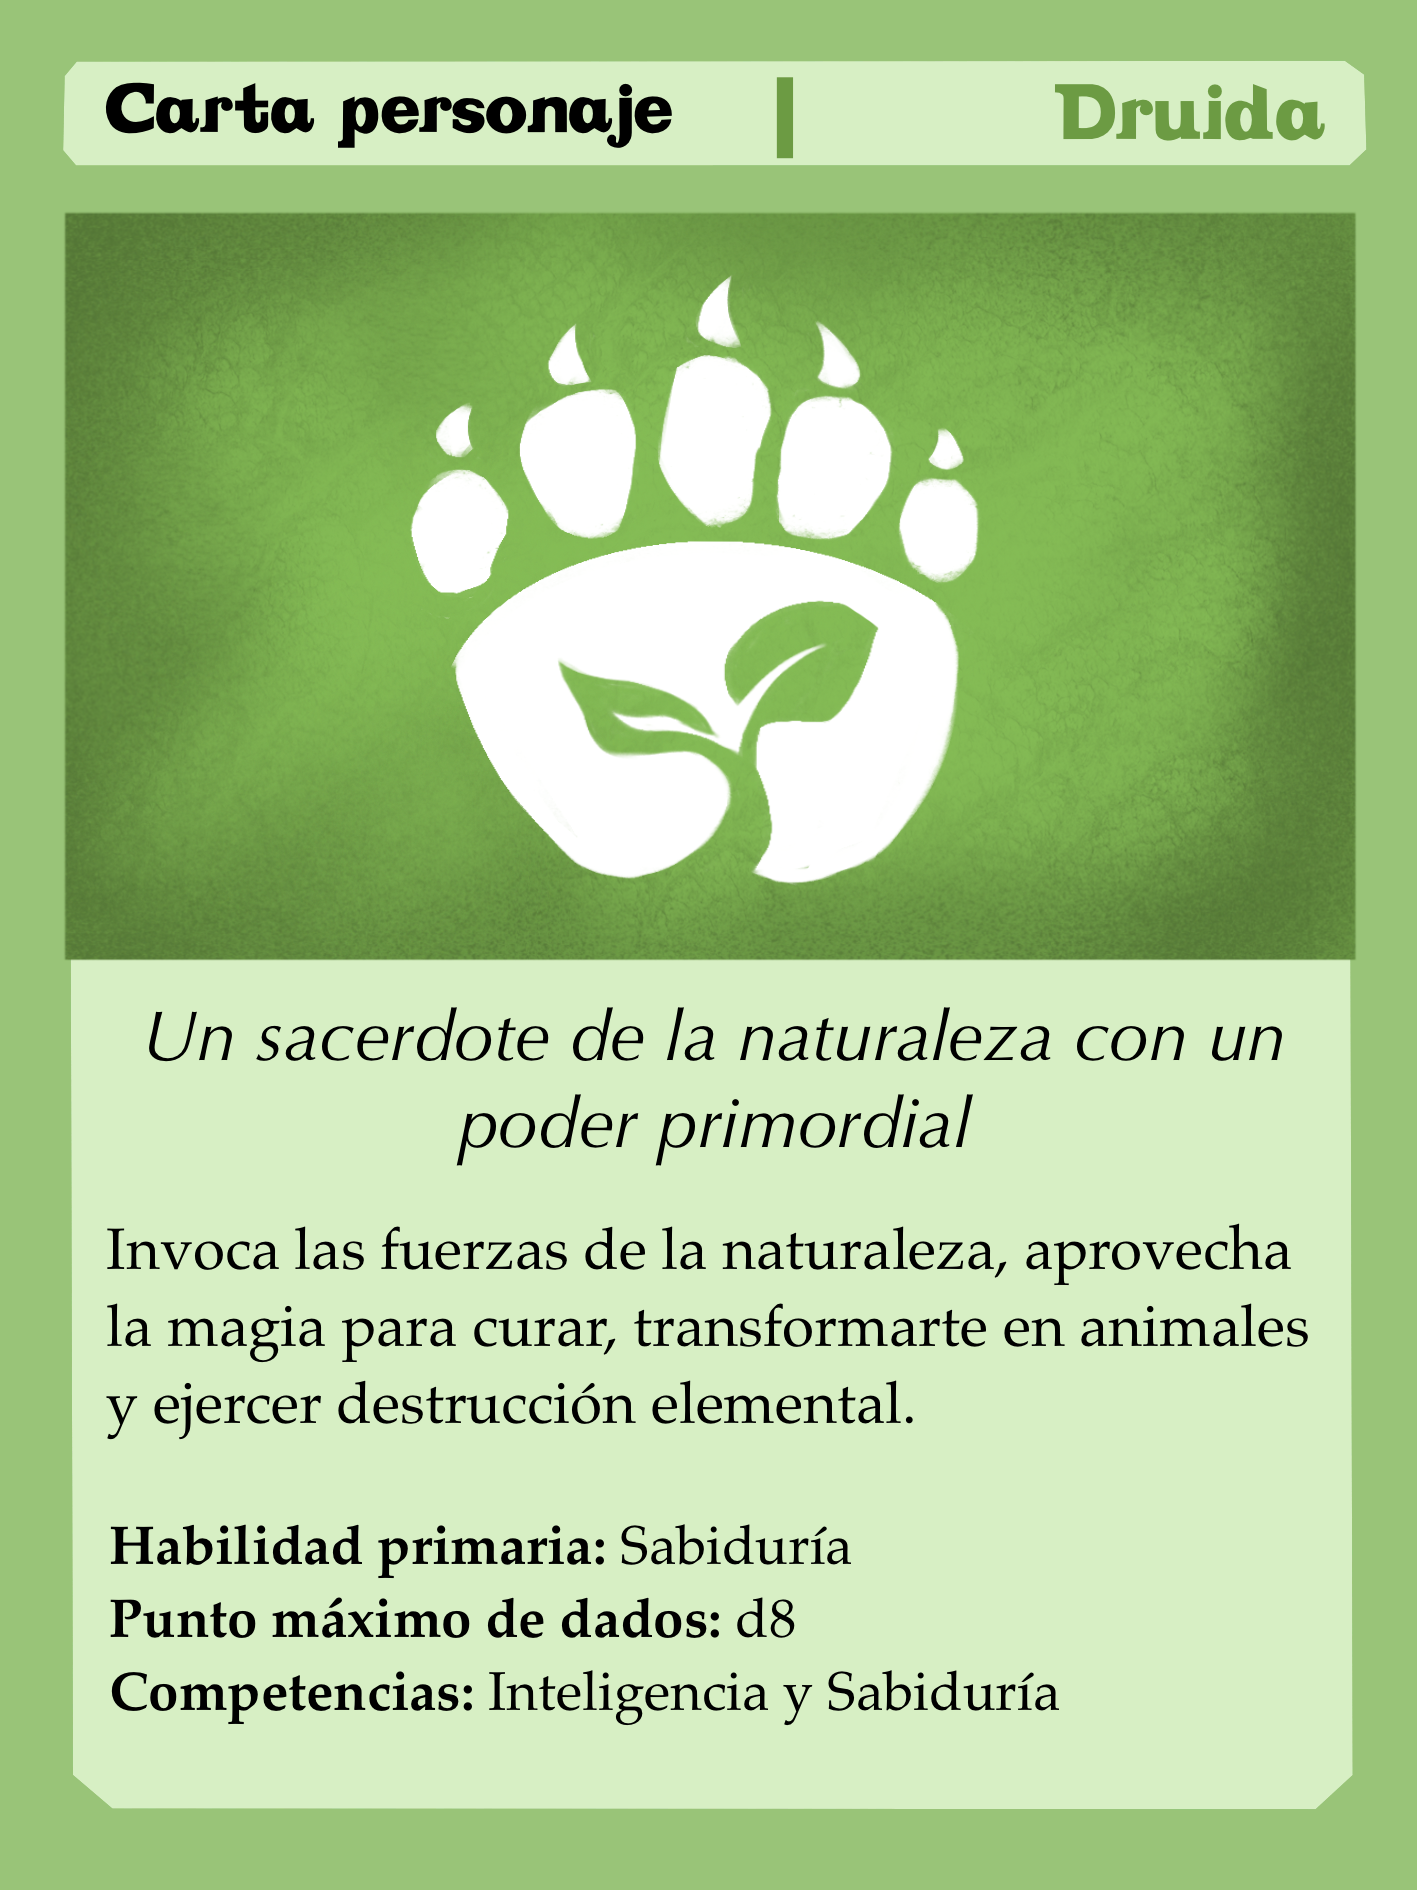 Carta personaje | Druida
Un sacerdote de la naturaleza con un
poder primordial
Invoca las fuerzas de la naturaleza, aprovecha
la magia para curar, transformarte en animales
y ejercer destrucción elemental.
Habilidad primaria: Sabiduría
Punto máximo de dados: d8
Competencias: Inteligencia y Sabiduría